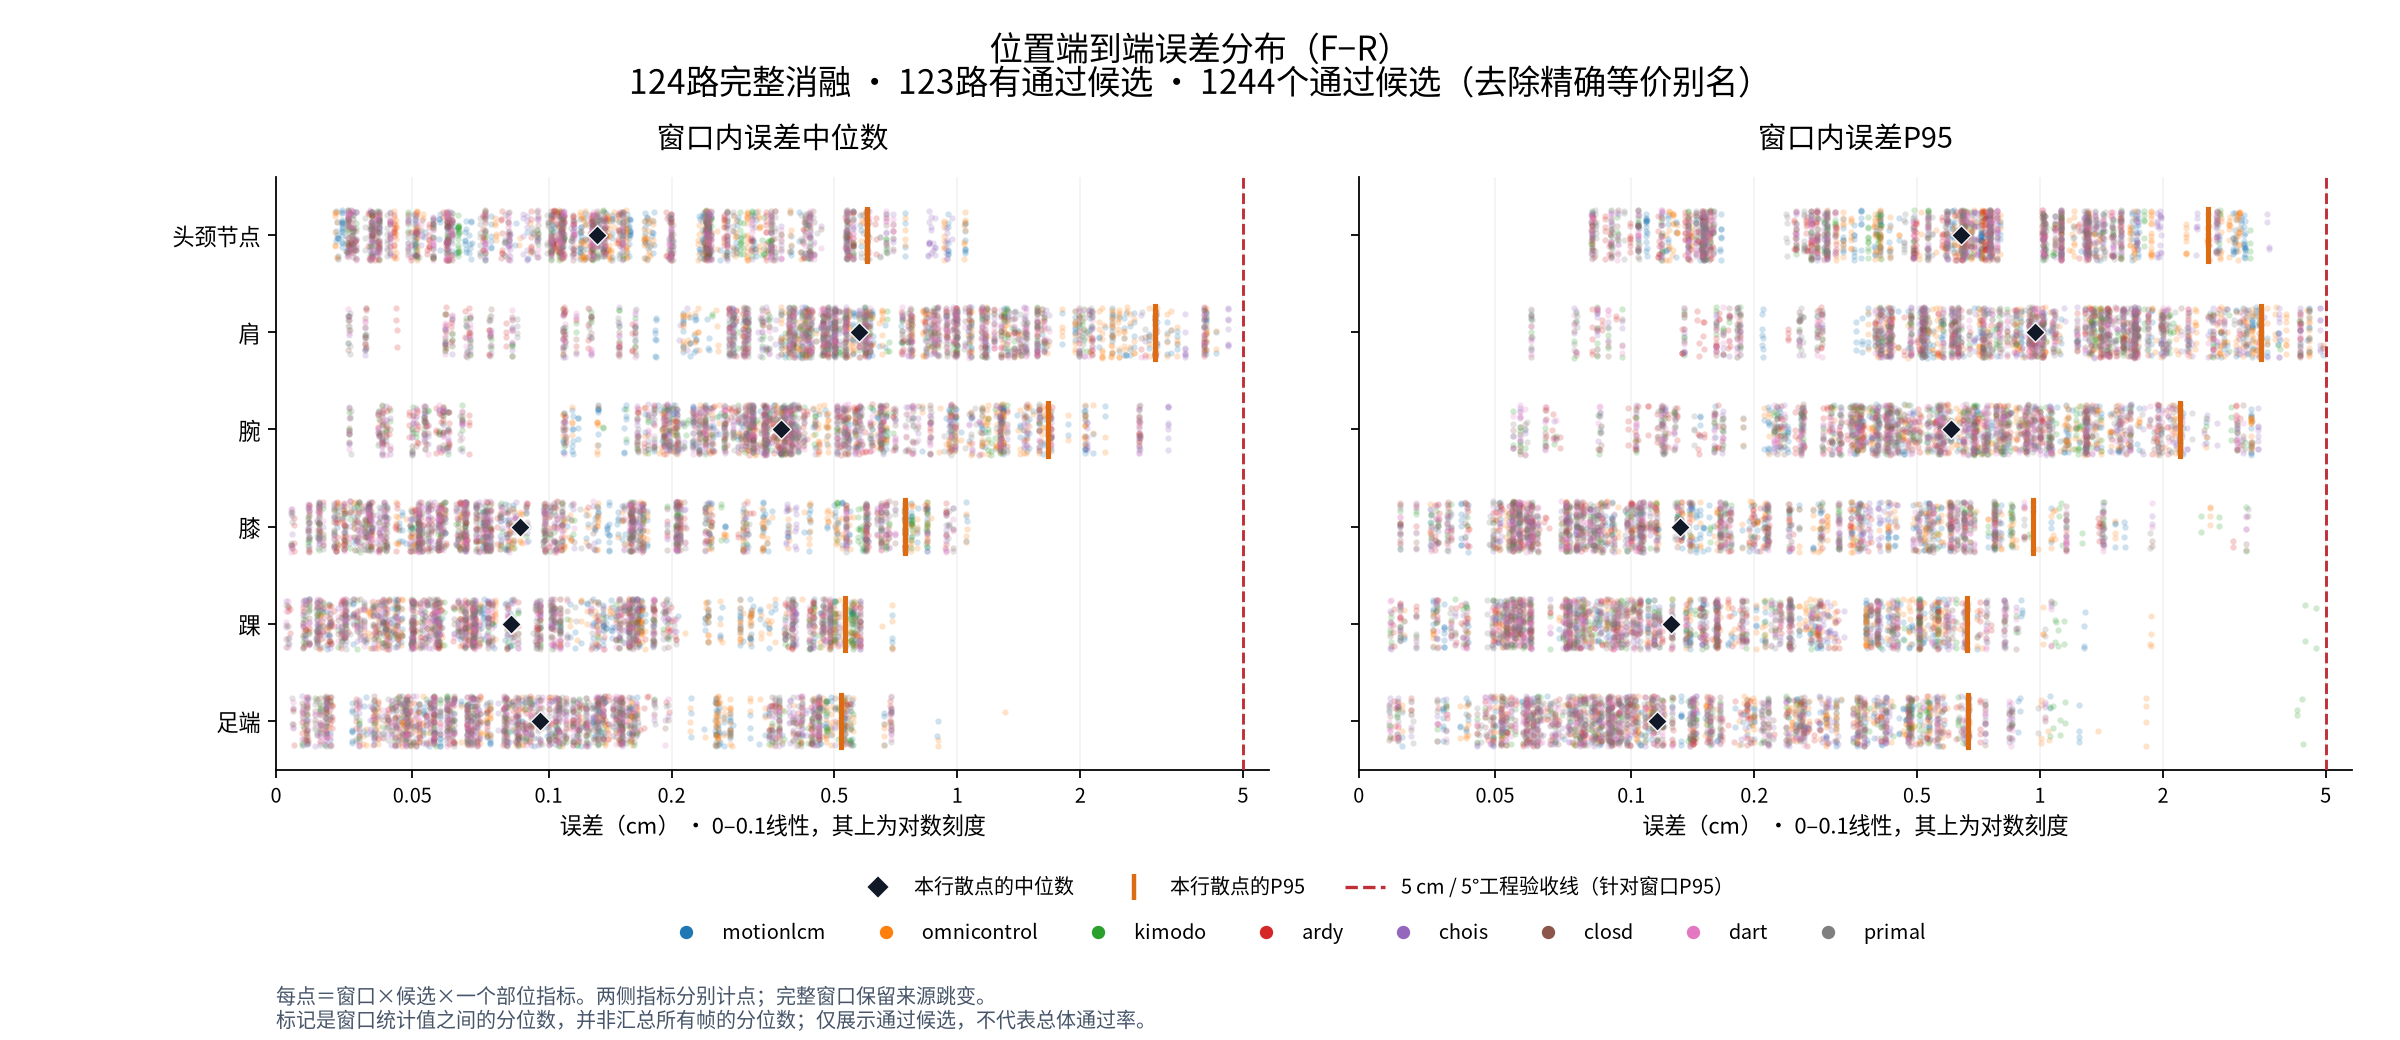 位置端到端误差分布（F−R）
124路完整消融 · 123路有通过候选 · 1244个通过候选（去除精确等价别名）
窗口内误差中位数
窗口内误差P95
头颈节点
肩
腕
膝
踝
足端
0 0.05 0.1 0.2 0.5 1 2 5
0 0.05 0.1 0.2 0.5 1 2 5
误差（cm） · 0–0.1线性，其上为对数刻度
误差（cm） · 0–0.1线性，其上为对数刻度
本行散点的中位数 本行散点的P95 5 cm / 5°工程验收线（针对窗口P95）
motionlcm omnicontrol kimodo ardy chois closd dart primal
每点＝窗口×候选×一个部位指标。两侧指标分别计点；完整窗口保留来源跳变。
标记是窗口统计值之间的分位数，并非汇总所有帧的分位数；仅展示通过候选，不代表总体通过率。